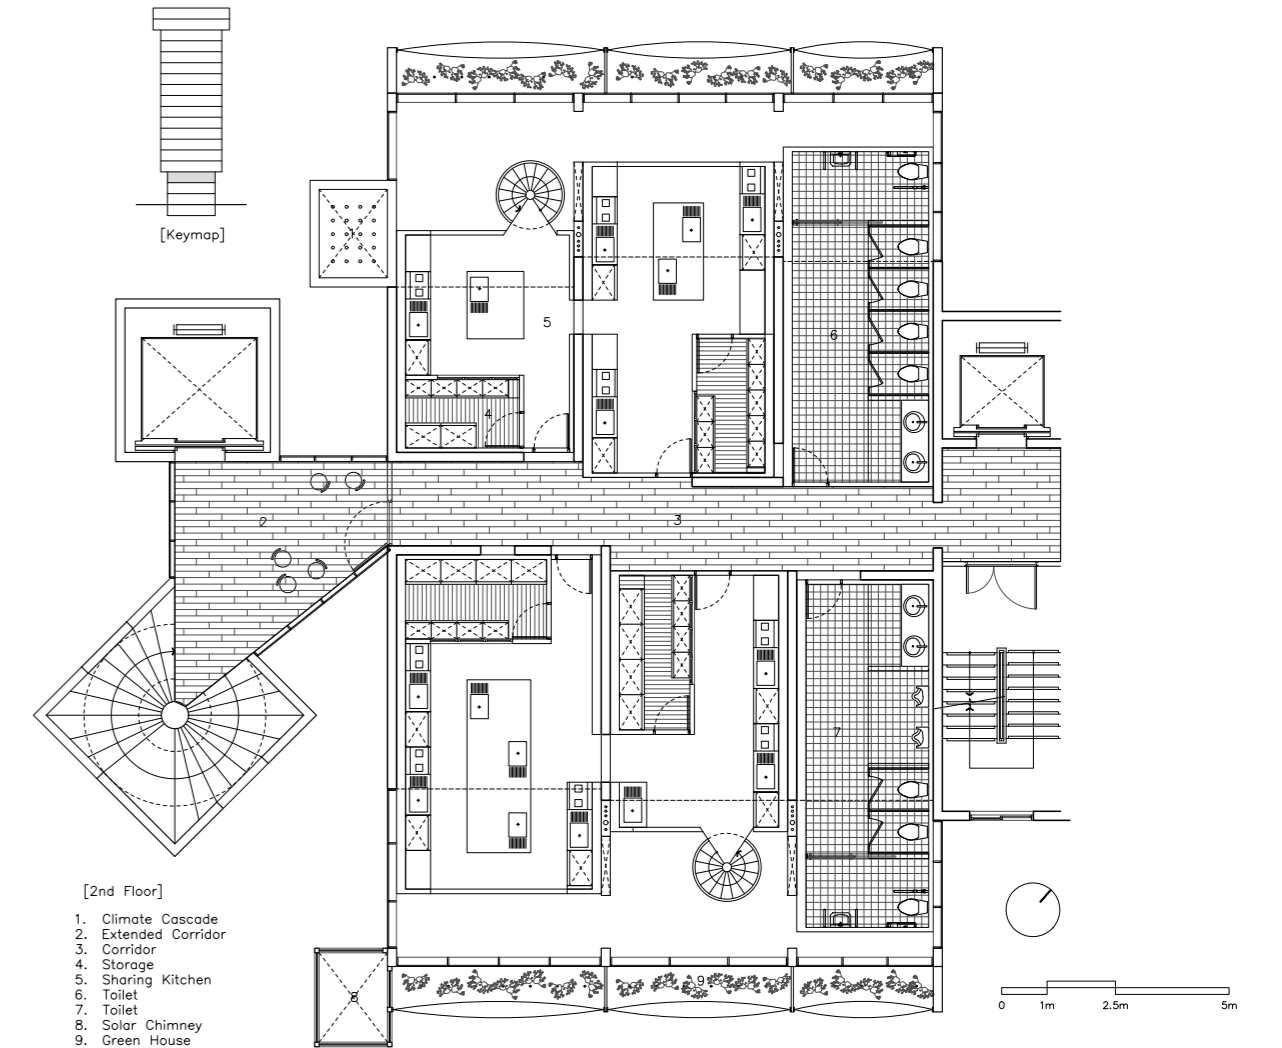 [Keymap]
1
5
6
4
2
3
7
9
8
[2nd Floor]
1. Climate Cascade
2. Extended Corridor
3. Corridor
4. Storage
5. Sharing Kitchen
6. Toilet
7. Toilet
8. Solar Chimney
9. Green House
0 1m 2.5m 5m